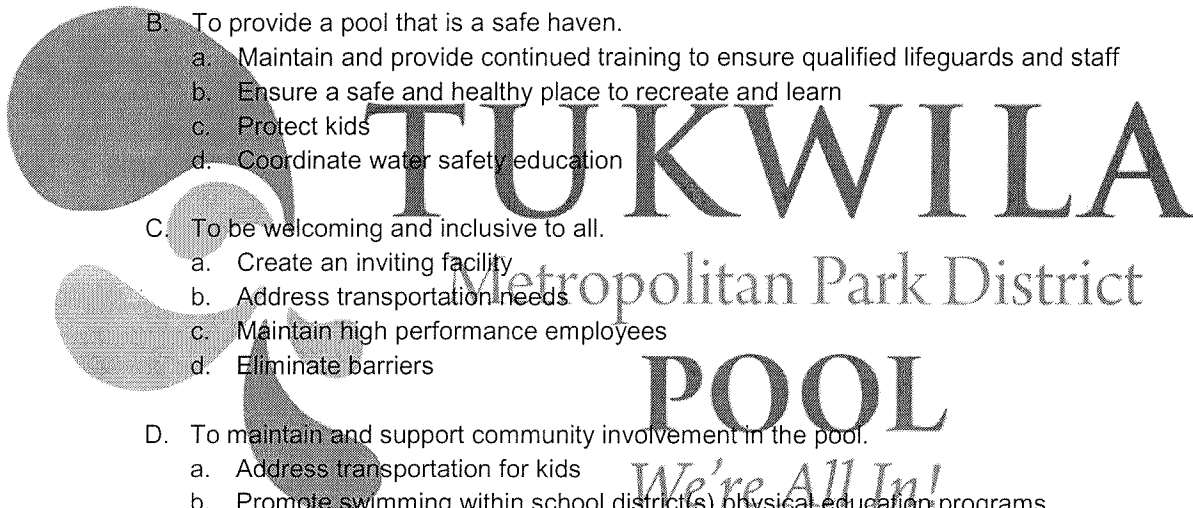 B. To provide a pool that is a safe haven.
a. Maintain and provide continued training to ensure qualified lifeguards and staff
b. Ensure a safe and healthy place to recreate and learn
c. Protect kids
d. Coordinate water safety education
TUKWILA
C. To be welcoming and inclusive to all.
a. Create an inviting facility
Metropolitan Park District
b. Address transportation needs
c. Maintain high performance employees
d. Eliminate barriers
POOL
D. To maintain and support community involvement in the pool.
a. Address transportation for kids
We're All In!
b. Promote swimming within school district(s) physical education programs